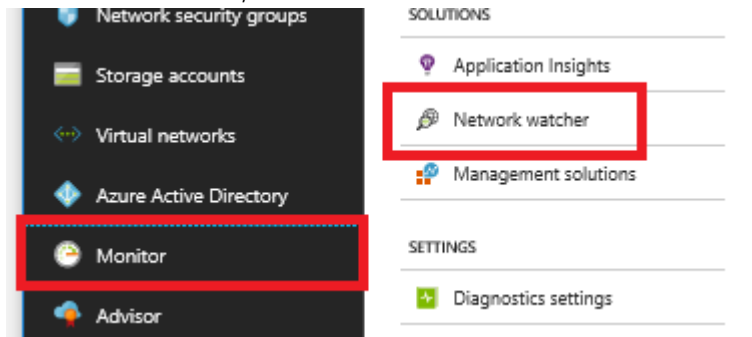 Network security groups
Storage accounts
Virtual networks
Azure Active Directory
Monitor
Advisor
SOLUTIONS
Application Insights
Network watcher
Management solutions
SETTINGS
Diagnostics settings